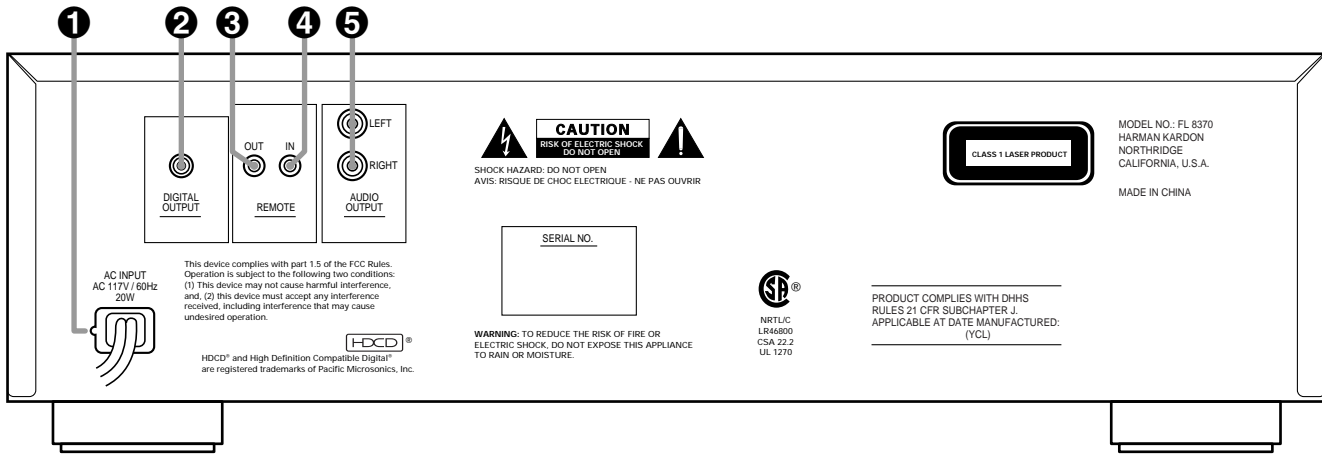 1 2 3 4 5
LEFT
OUT IN
RIGHT
DIGITAL
OUTPUT
REMOTE
AUDIO
OUTPUT
CAUTION
RISK OF ELECTRIC SHOCK
DO NOT OPEN
SHOCK HAZARD: DO NOT OPEN
AVIS: RISQUE DE CHOC ELECTRIQUE - NE PAS OUVRIR
CLASS 1 LASER PRODUCT
MODEL NO.: FL 8370
HARMAN KARDON
NORTHRIDGE
CALIFORNIA, U.S.A.
MADE IN CHINA
SERIAL NO.
AC INPUT
AC 117V / 60Hz
20W
This device complies with part 1.5 of the FCC Rules.
Operation is subject to the following two conditions:
(1) This device may not cause harmful interference,
and, (2) this device must accept any interference
received, including interference that may cause
undesired operation.
HDCD®
HDCD® and High Definition Compatible Digital®
are registered trademarks of Pacific Microsonics, Inc.
WARNING: TO REDUCE THE RISK OF FIRE OR
ELECTRIC SHOCK, DO NOT EXPOSE THIS APPLIANCE
TO RAIN OR MOISTURE.
SA®
NRTL/C
LR46800
CSA 22.2
UL 1270
PRODUCT COMPLIES WITH DHHS
RULES 21 CFR SUBCHAPTER J.
APPLICABLE AT DATE MANUFACTURED:
(YCL)